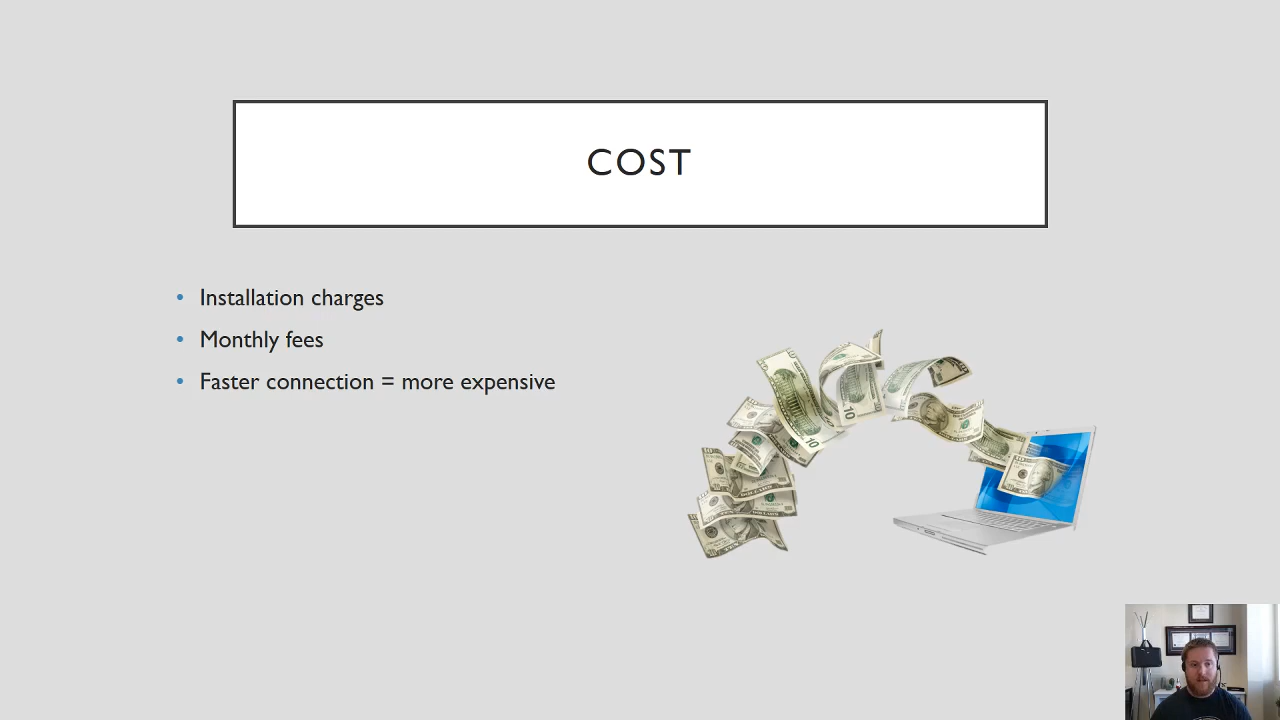 COST
Installation charges
Monthly fees
Faster connection = more expensive